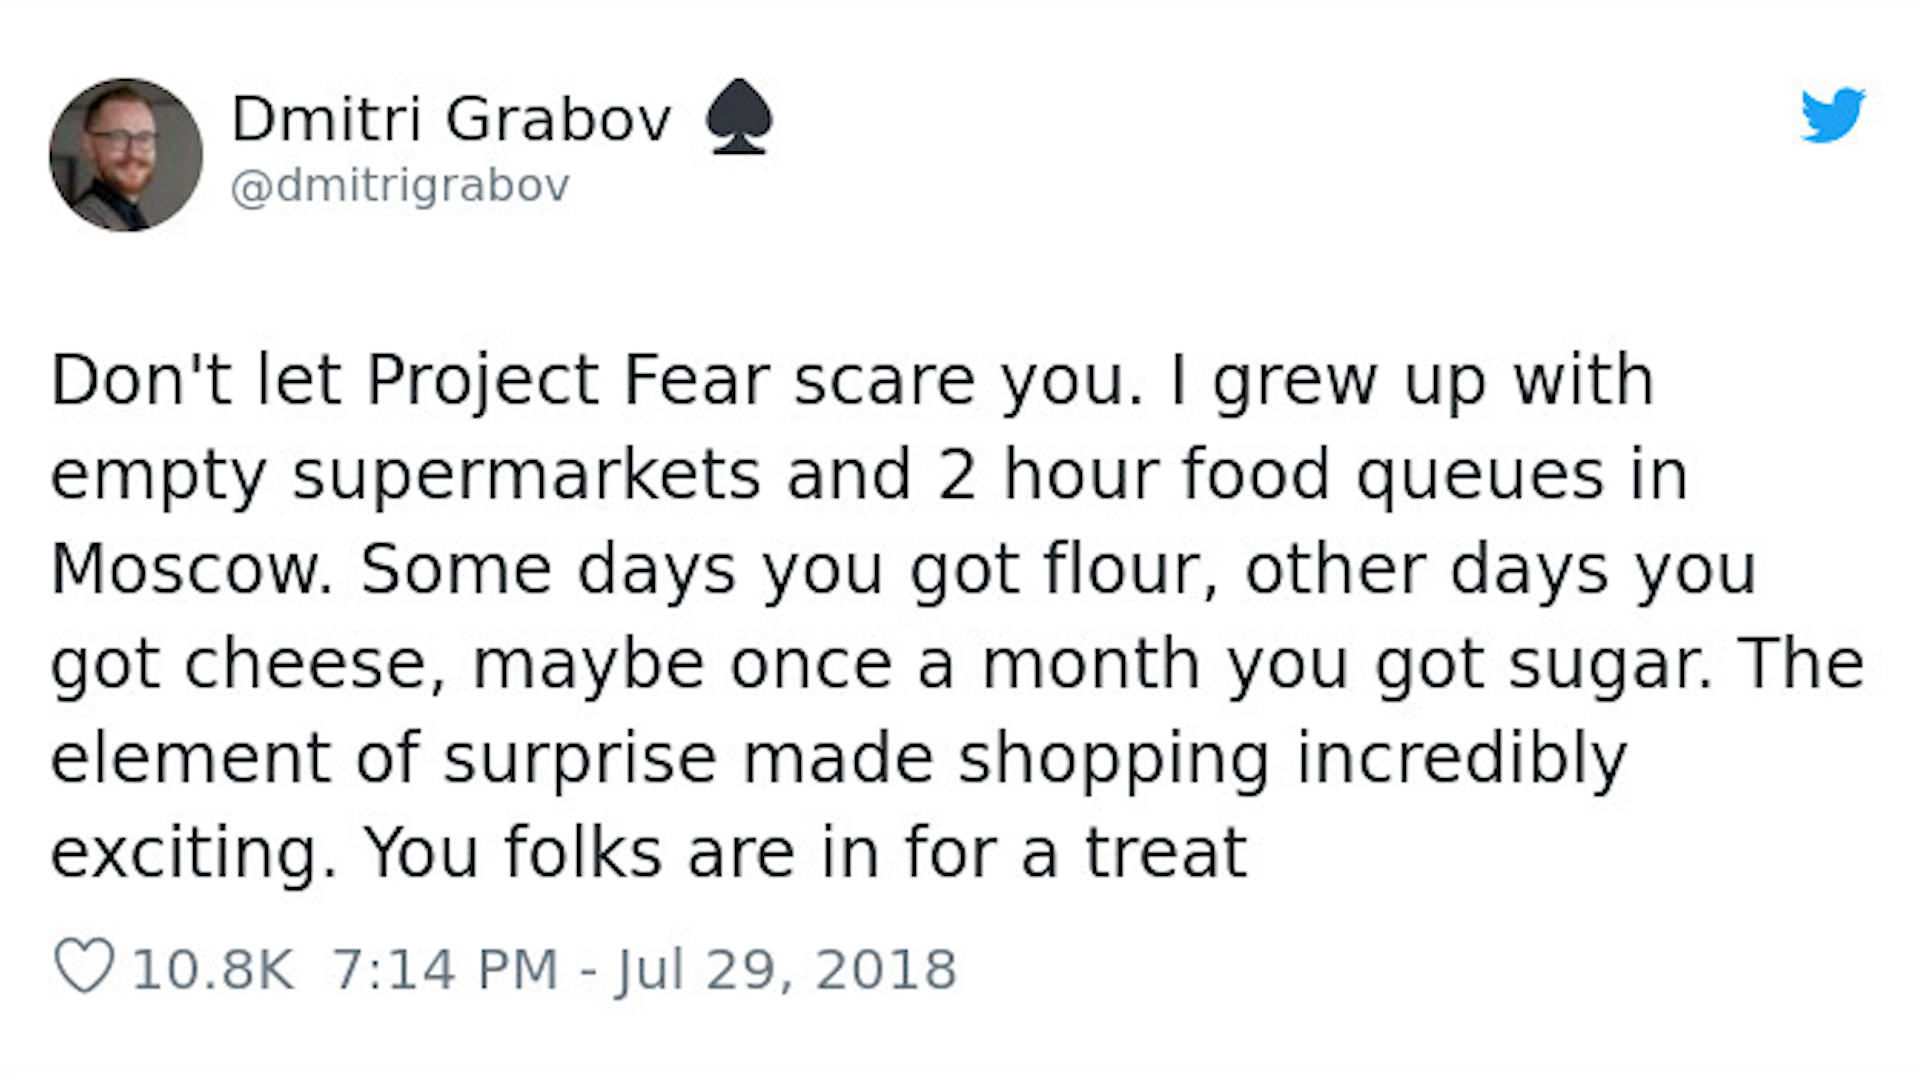 Dmitri Grabov ♠
@dmitrigrabov
Don't let Project Fear scare you. I grew up with
empty supermarkets and 2 hour food queues in
Moscow. Some days you got flour, other days you
got cheese, maybe once a month you got sugar. The
element of surprise made shopping incredibly
exciting. You folks are in for a treat
10.8K 7:14 PM - Jul 29, 2018